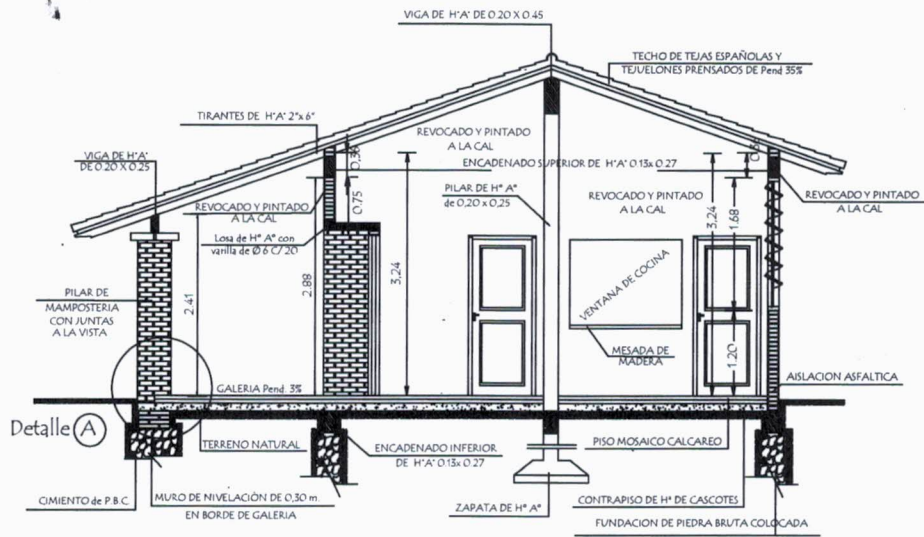 VIGA DE H°A° DE 0.20 X 0.45
TECHO DE TEJAS ESPAÑOLAS Y
TEJUELONES PRENSADOS DE Pend 35%
TIRANTES DE H°A° 2"x 6"
REVOCADO Y PINTADO
A LA CAL
ENCADENADO SUPERIOR DE H°A° 0.13x 0.27
VIGA DE H°A°
DE 0.20 X 0.25
REVOCADO Y PINTADO
A LA CAL
PILAR DE H° A°
de 0,20 x 0,25
REVOCADO Y PINTADO
A LA CAL
REVOCADO Y PINTADO
A LA CAL
Losa de H° A° con
varilla de Ø 6 C/ 20
0.75
3,24
1,68
3,24
2.88
2.41
PILAR DE
MAMPOSTERIA
CON JUNTAS
A LA VISTA
VENTANA DE COCINA
MESADA DE
MADERA
1.20
AISLACION ASFALTICA
GALERIA Pend. 3%
Detalle A
TERRENO NATURAL
ENCADENADO INFERIOR
DE H°A° 0.13x 0.27
PISO MOSAICO CALCAREO
CIMIENTO de P B.C
MURO DE NIVELACIÓN DE 0,30 m.
EN BORDE DE GALERIA
ZAPATA DE H° A°
CONTRAPISO DE H° DE CASCOTES
FUNDACION DE PIEDRA BRUTA COLOCADA